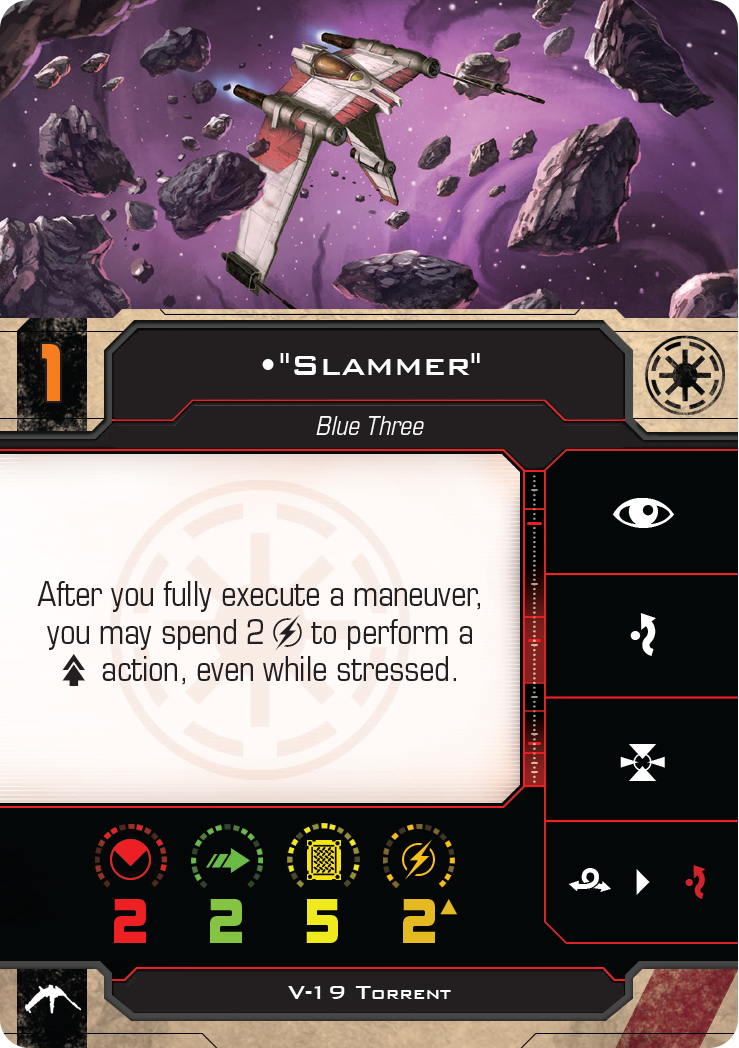 1
•"Slammer"
Blue Three
After you fully execute a maneuver,
you may spend 2 to perform a
action, even while stressed.
2 2 5 2
V-19 Torrent